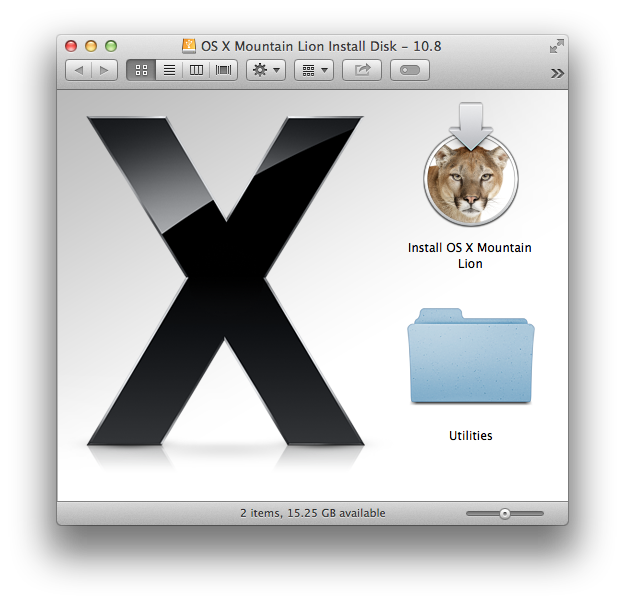 OS X Mountain Lion Install Disk – 10.8
X
Install OS X Mountain
Lion
Utilities
2 items, 15.25 GB available